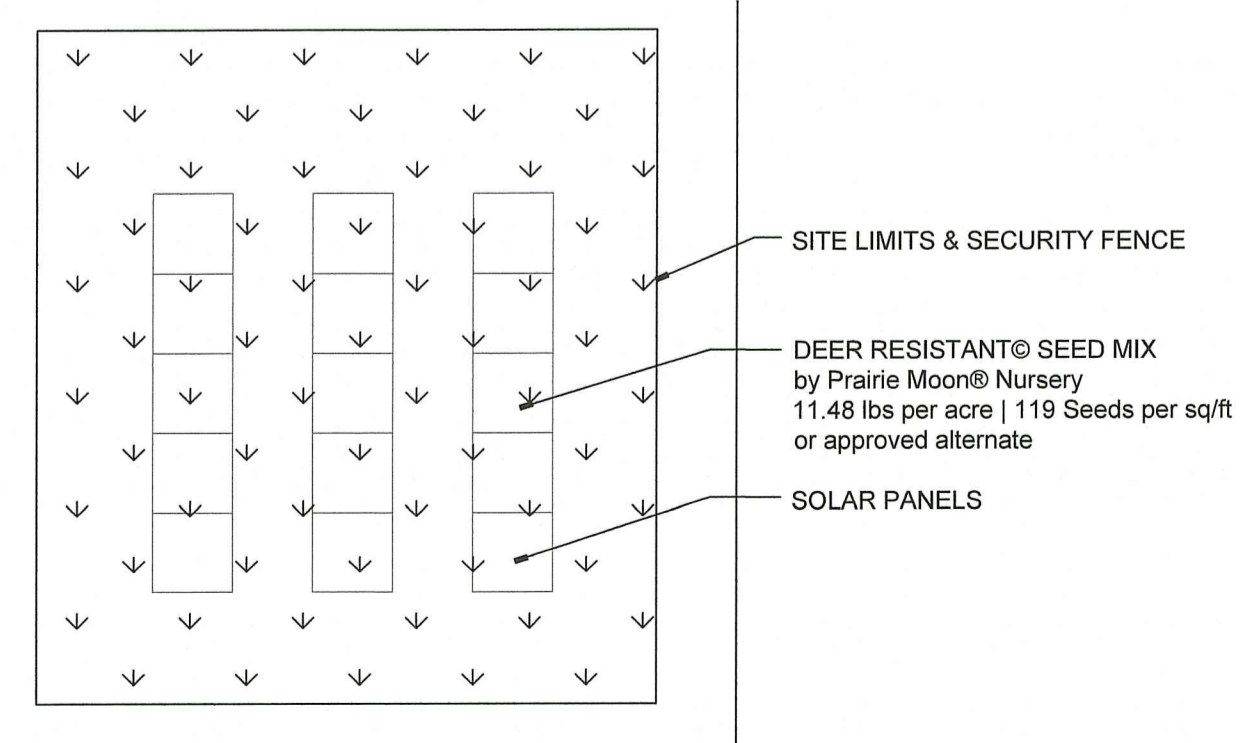 SITE LIMITS & SECURITY FENCE
DEER RESISTANT© SEED MIX
by Prairie Moon® Nursery
11.48 lbs per acre | 119 Seeds per sq/ft
or approved alternate
SOLAR PANELS